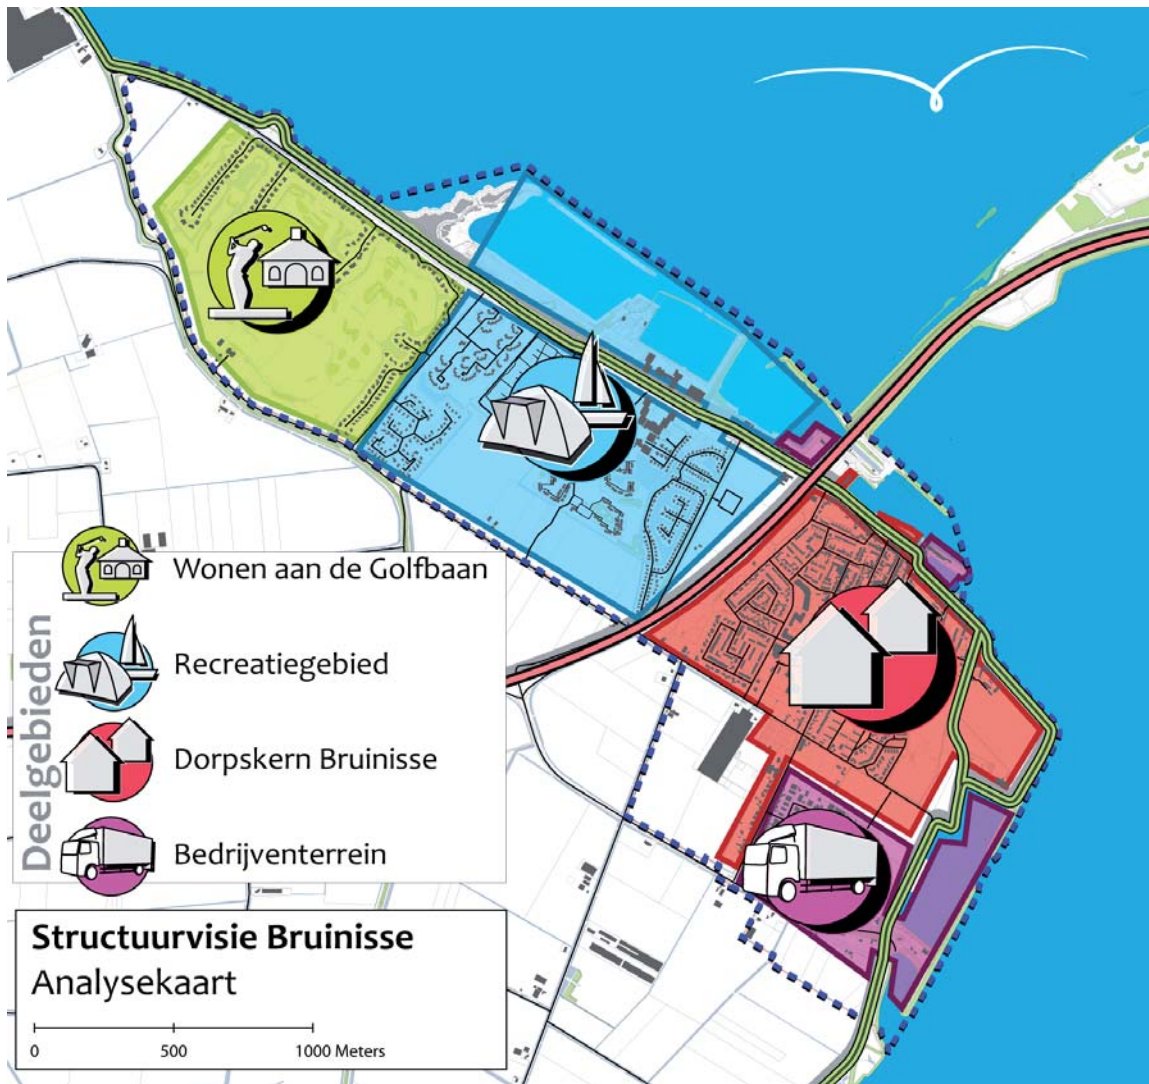 Deelgebieden
Wonen aan de Golfbaan
Recreatiegebied
Dorpskern Bruinisse
Bedrijventerrein
Structuurvisie Bruinisse
Analysekaart
0 500 1000 Meters